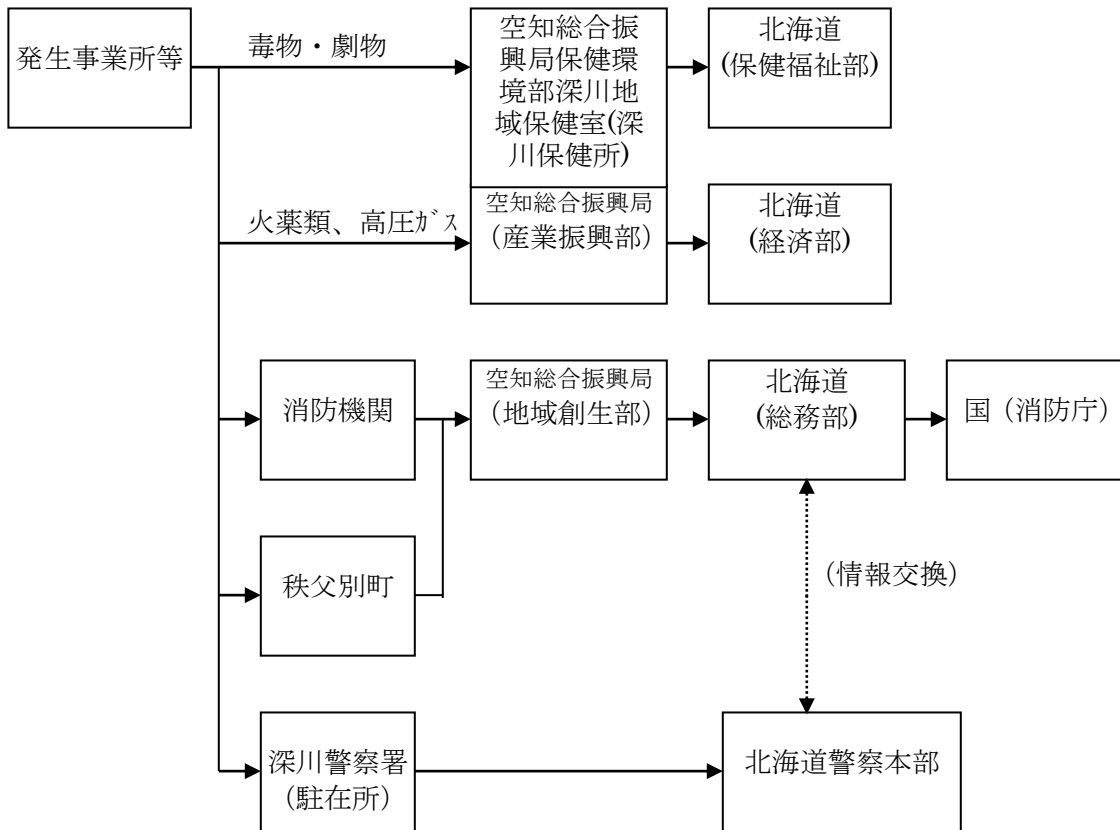 発生事業所等
毒物・劇物
空知総合振
興局保健環
境部深川地
域保健室(深
川保健所)
北海道
(保健福祉部)
火薬類、高圧ｶﾞｽ
空知総合振興局
（産業振興部）
北海道
(経済部)
消防機関
空知総合振興局
（地域創生部）
北海道
(総務部)
国（消防庁）
秩父別町
（情報交換）
深川警察署
（駐在所）
北海道警察本部